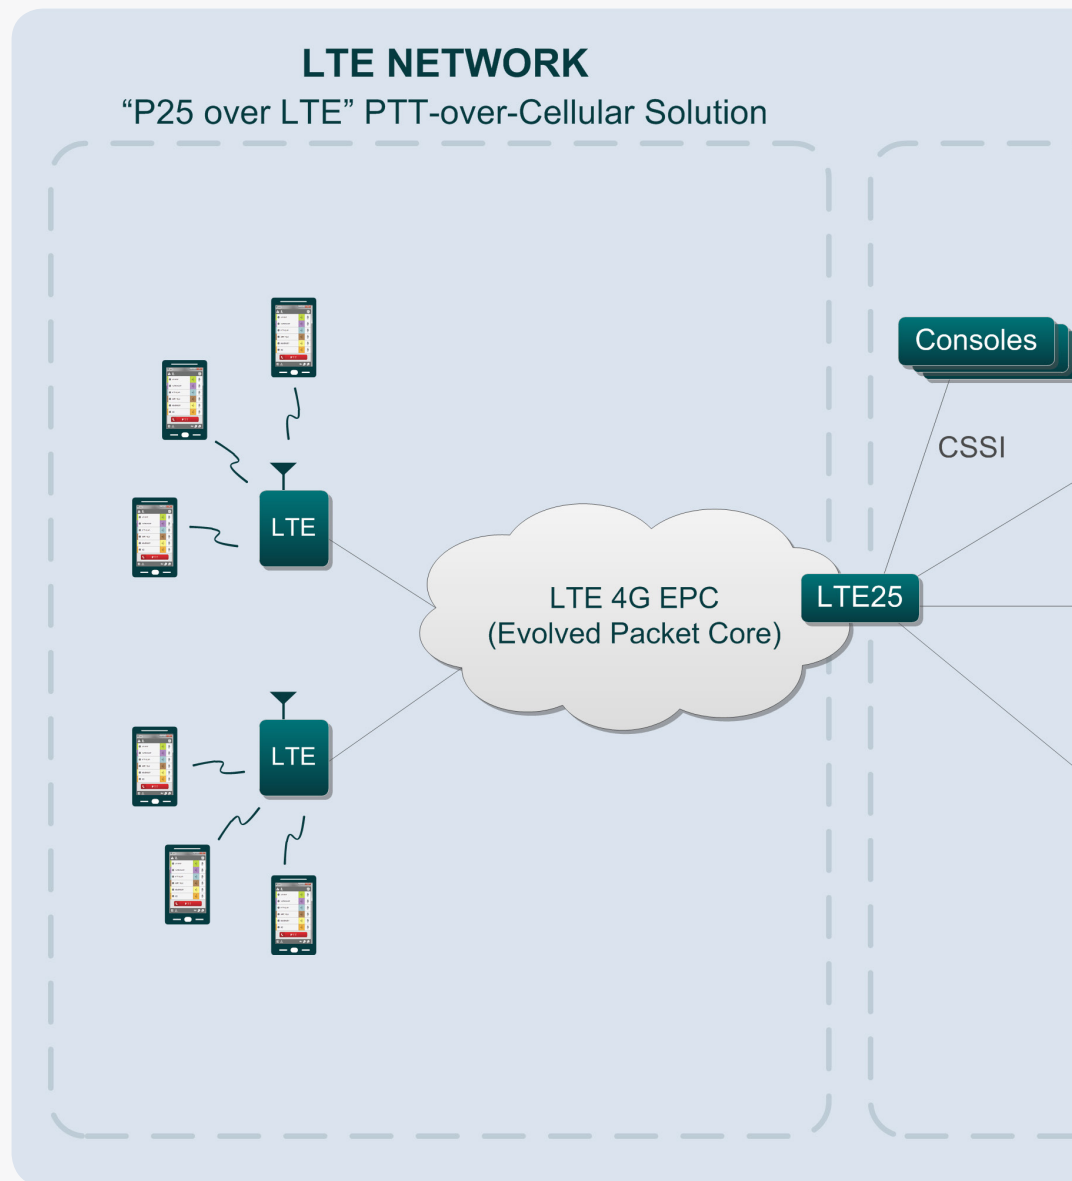 LTE NETWORK
“P25 over LTE” PTT-over-Cellular Solution
Consoles
CSSI
LTE
LTE 4G EPC
(Evolved Packet Core)
LTE25
LTE